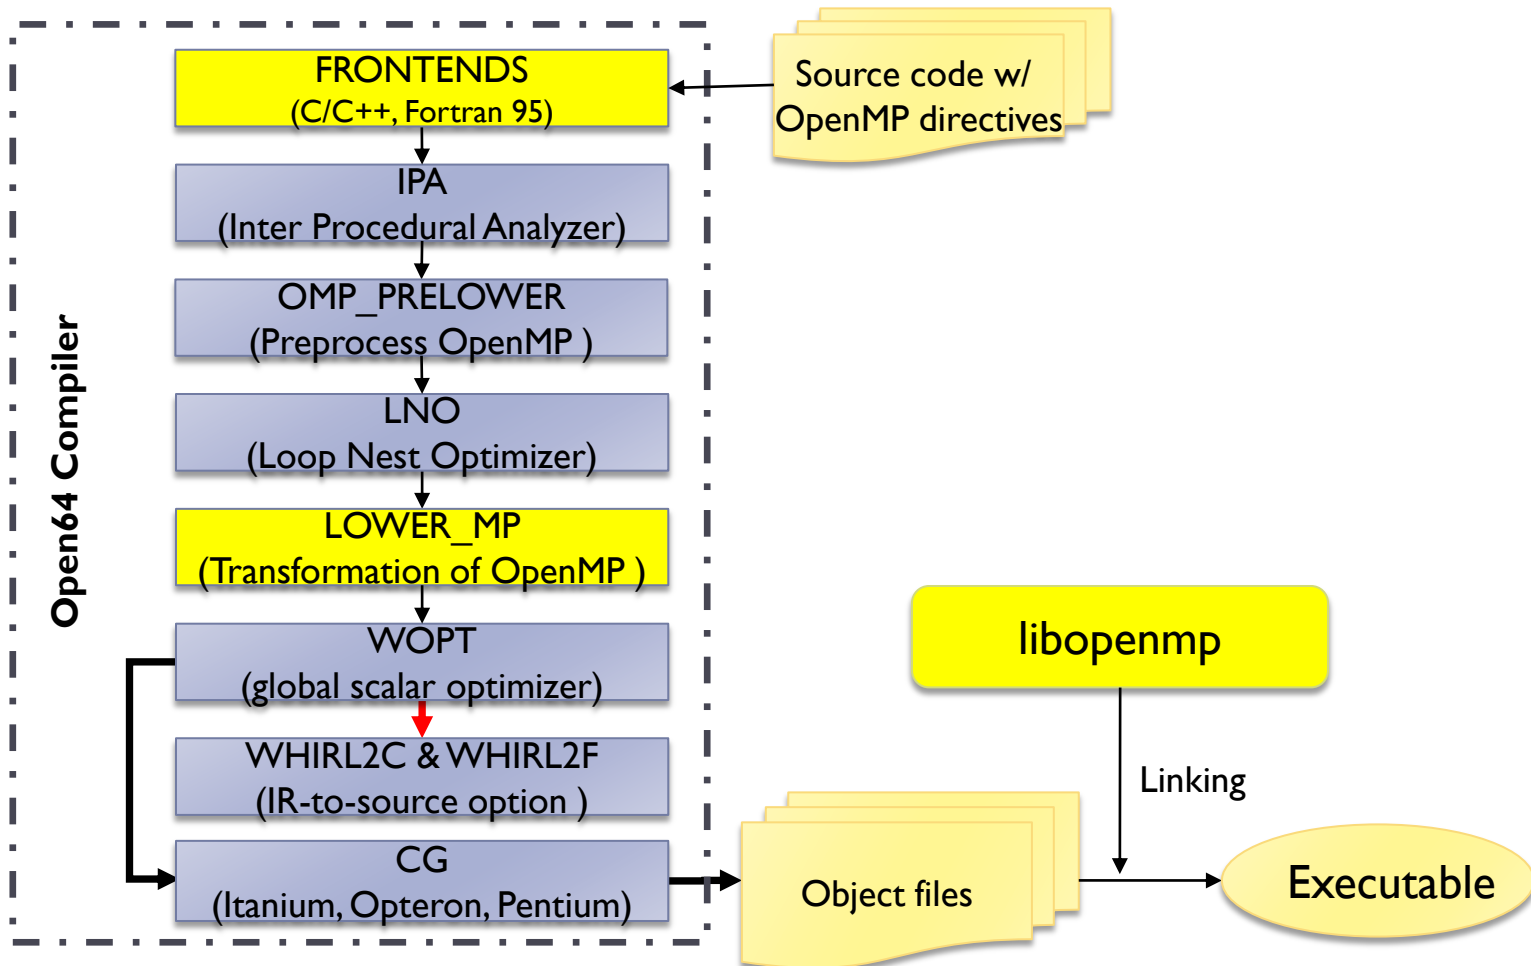 FRONTENDS
(C/C++, Fortran 95)
Source code w/
OpenMP directives
IPA
(Inter Procedural Analyzer)
OMP_PRELOWER
(Preprocess OpenMP )
LNO
(Loop Nest Optimizer)
Open64 Compiler
LOWER_MP
(Transformation of OpenMP )
WOPT
(global scalar optimizer)
libopenmp
WHIRL2C & WHIRL2F
(IR-to-source option )
Linking
CG
(Itanium, Opteron, Pentium)
Object files
Executable